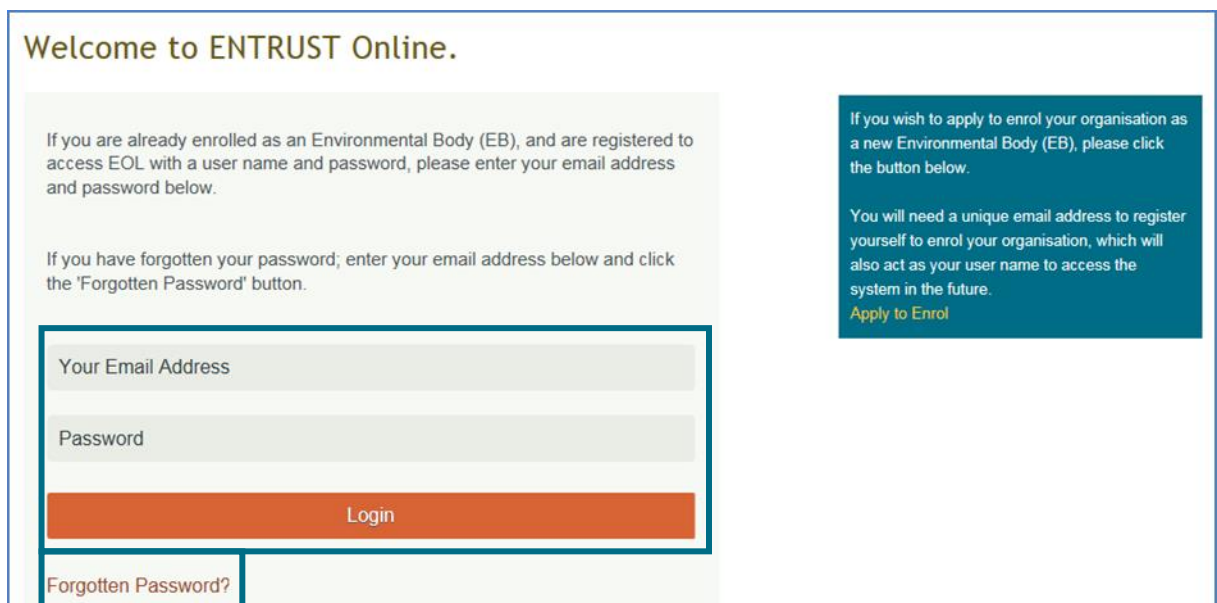 Welcome to ENTRUST Online.
If you are already enrolled as an Environmental Body (EB), and are registered to
access EOL with a user name and password, please enter your email address
and password below.
If you have forgotten your password; enter your email address below and click
the 'Forgotten Password' button.
Your Email Address
Password
Login
Forgotten Password?
If you wish to apply to enrol your organisation as
a new Environmental Body (EB), please click
the button below.
You will need a unique email address to register
yourself to enrol your organisation, which will
also act as your user name to access the
system in the future.
Apply to Enrol